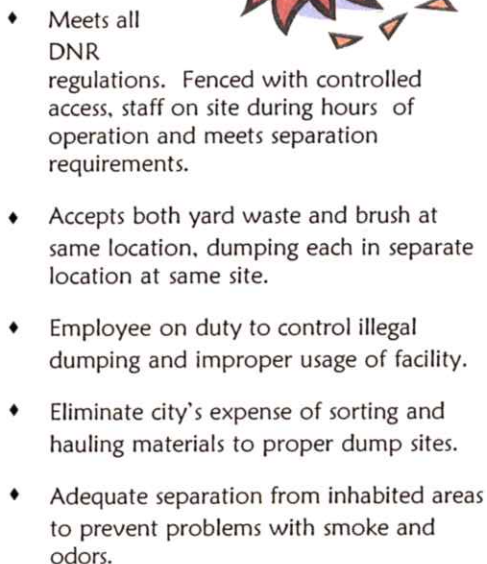 ♦ Meets all
DNR
regulations. Fenced with controlled
access, staff on site during hours of
operation and meets separation
requirements.
♦ Accepts both yard waste and brush at
same location, dumping each in separate
location at same site.
♦ Employee on duty to control illegal
dumping and improper usage of facility.
♦ Eliminate city's expense of sorting and
hauling materials to proper dump sites.
♦ Adequate separation from inhabited areas
to prevent problems with smoke and
odors.